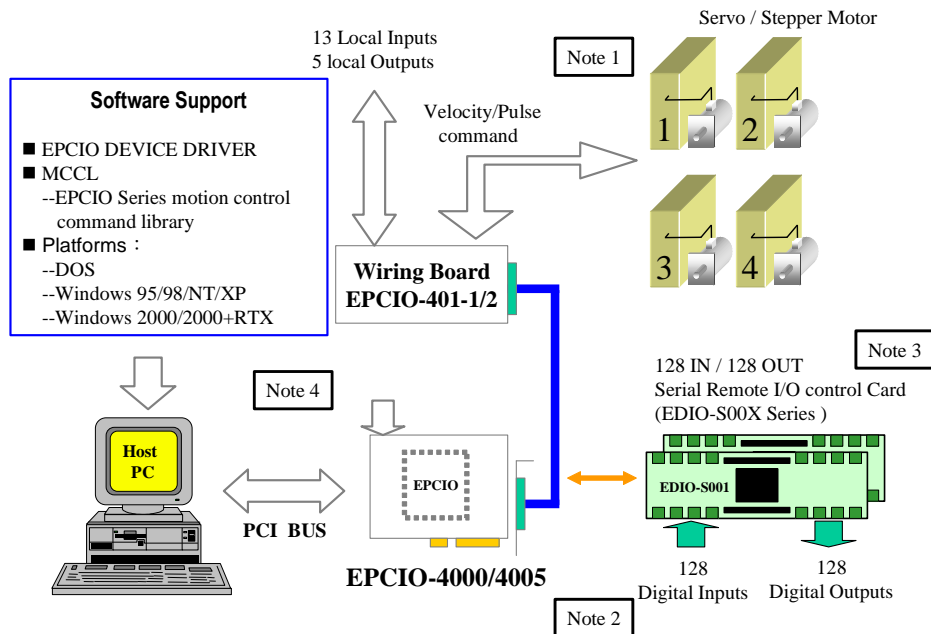 Servo / Stepper Motor
13 Local Inputs
5 local Outputs
Note 1
Software Support
■ EPCIO DEVICE DRIVER
■ MCCL
--EPCIO Series motion control
command library
■ Platforms：
--DOS
--Windows 95/98/NT/XP
--Windows 2000/2000+RTX
Velocity/Pulse
command
1
2
3
4
Wiring Board
EPCIO-401-1/2
Note 3
128 IN / 128 OUT
Serial Remote I/O control Card
(EDIO-S00X Series )
Note 4
Host
PC
EPCIO
EDIO-S001
PCI BUS
EPCIO-4000/4005
128
Digital Inputs
128
Digital Outputs
Note 2